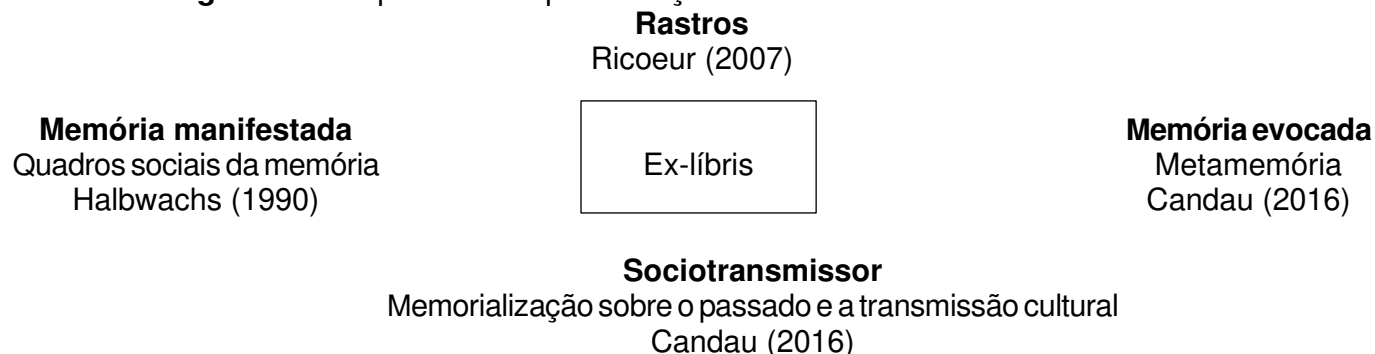 Rastros
Ricoeur (2007)
Memória manifestada
Quadros sociais da memória
Halbwachs (1990)
Ex-líbris
Memória evocada
Metamemória
Candau (2016)
Sociotransmissor
Memorialização sobre o passado e a transmissão cultural
Candau (2016)